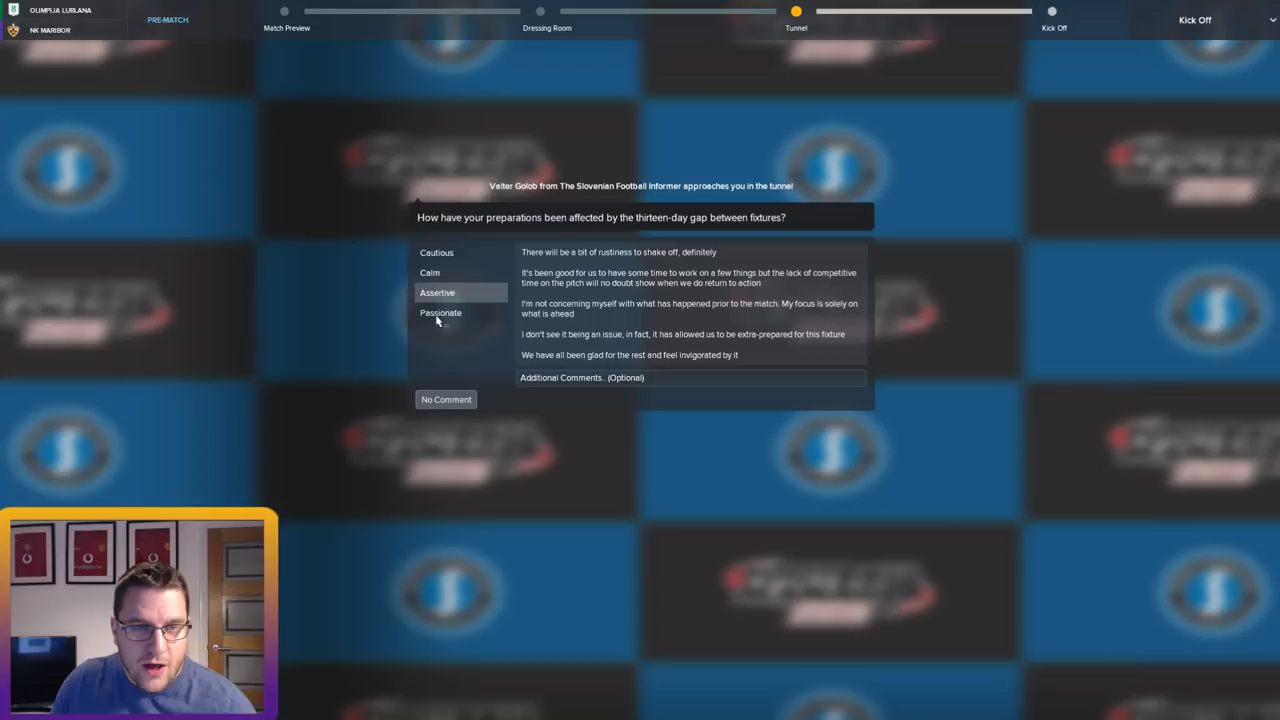 OLIMPIJA LJUBLJANA
NK MARIBOR
PRE-MATCH
Match Preview
Dressing Room
Tunnel
Kick Off
Kick Off
Valter Golob from The Slovenian Football Informer approaches you in the tunnel
How have your preparations been affected by the thirteen-day gap between fixtures?
Cautious
Calm
Assertive
Passionate
There will be a bit of rustiness to shake off, definitely
It's been good for us to have some time to work on a few things but the lack of competitive
time on the pitch will no doubt show when we do return to action
I'm not concerning myself with what has happened prior to the match. My focus is solely on
what is ahead
I don't see it being an issue, in fact, it has allowed us to be extra-prepared for this fixture
We have all been glad for the rest and feel invigorated by it
Additional Comments.. (Optional)
No Comment
vodafone